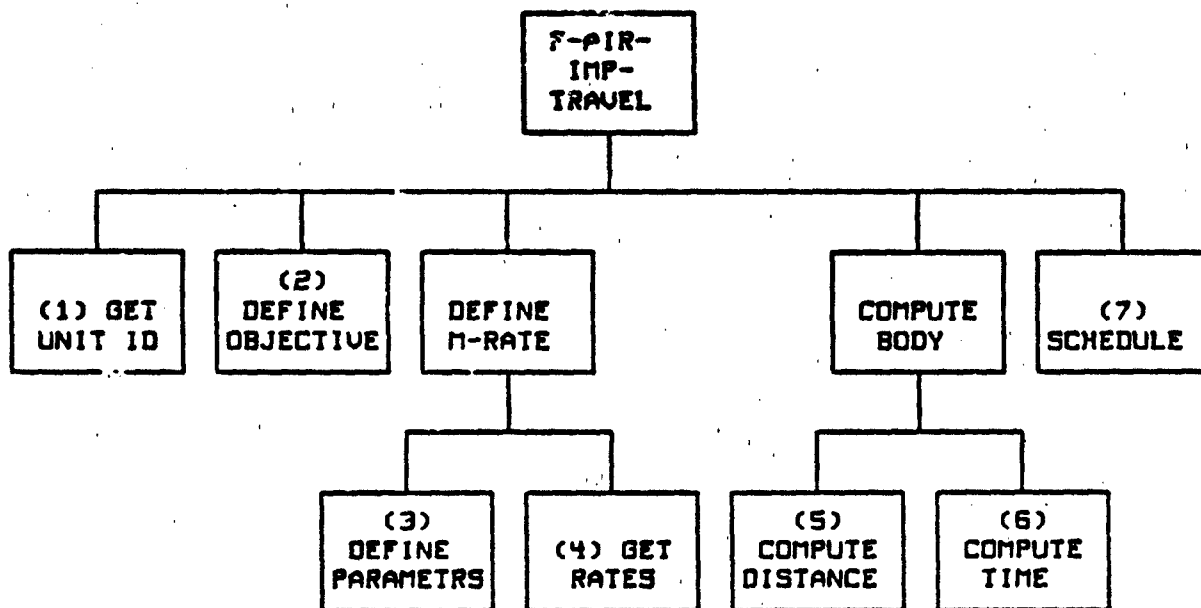 F-AIR-
IMP-
TRAVEL
(1) GET
UNIT ID
(2)
DEFINE
OBJECTIVE
DEFINE
M-RATE
COMPUTE
BODY
(7)
SCHEDULE
(3)
DEFINE
PARAMETRS
(4) GET
RATES
(5)
COMPUTE
DISTANCE
(6)
COMPUTE
TIME